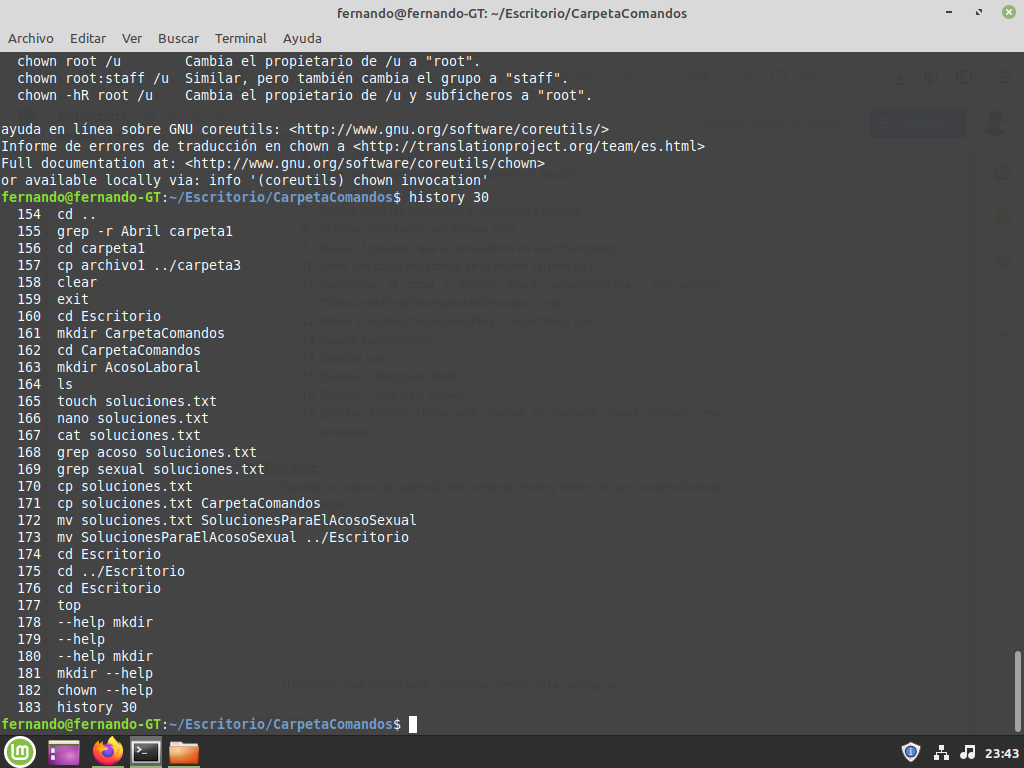 fernando@fernando-GT: ~/Escritorio/CarpetaComandos
Archivo Editar Ver Buscar Terminal Ayuda
chown root /u Cambia el propietario de /u a "root".
chown root:staff /u Similar, pero también cambia el grupo a "staff".
chown -hR root /u Cambia el propietario de /u y subficheros a "root".
ayuda en línea sobre GNU coreutils: <http://www.gnu.org/software/coreutils/>
Informe de errores de traducción en chown a <http://translationproject.org/team/es.html>
Full documentation at: <http://www.gnu.org/software/coreutils/chown>
or available locally via: info '(coreutils) chown invocation'
fernando@fernando-GT:~/Escritorio/CarpetaComandos$ history 30
154 cd ..
155 grep -r Abril carpeta1
156 cd carpeta1
157 cp archivo1 ../carpeta3
158 clear
159 exit
160 cd Escritorio
161 mkdir CarpetaComandos
162 cd CarpetaComandos
163 mkdir AcosoLaboral
164 ls
165 touch soluciones.txt
166 nano soluciones.txt
167 cat soluciones.txt
168 grep acoso soluciones.txt
169 grep sexual soluciones.txt
170 cp soluciones.txt
171 cp soluciones.txt CarpetaComandos
172 mv soluciones.txt SolucionesParaElAcosoSexual
173 mv SolucionesParaElAcosoSexual ../Escritorio
174 cd Escritorio
175 cd ../Escritorio
176 cd Escritorio
177 top
178 --help mkdir
179 --help
180 --help mkdir
181 mkdir --help
182 chown --help
183 history 30
fernando@fernando-GT:~/Escritorio/CarpetaComandos$
23:43